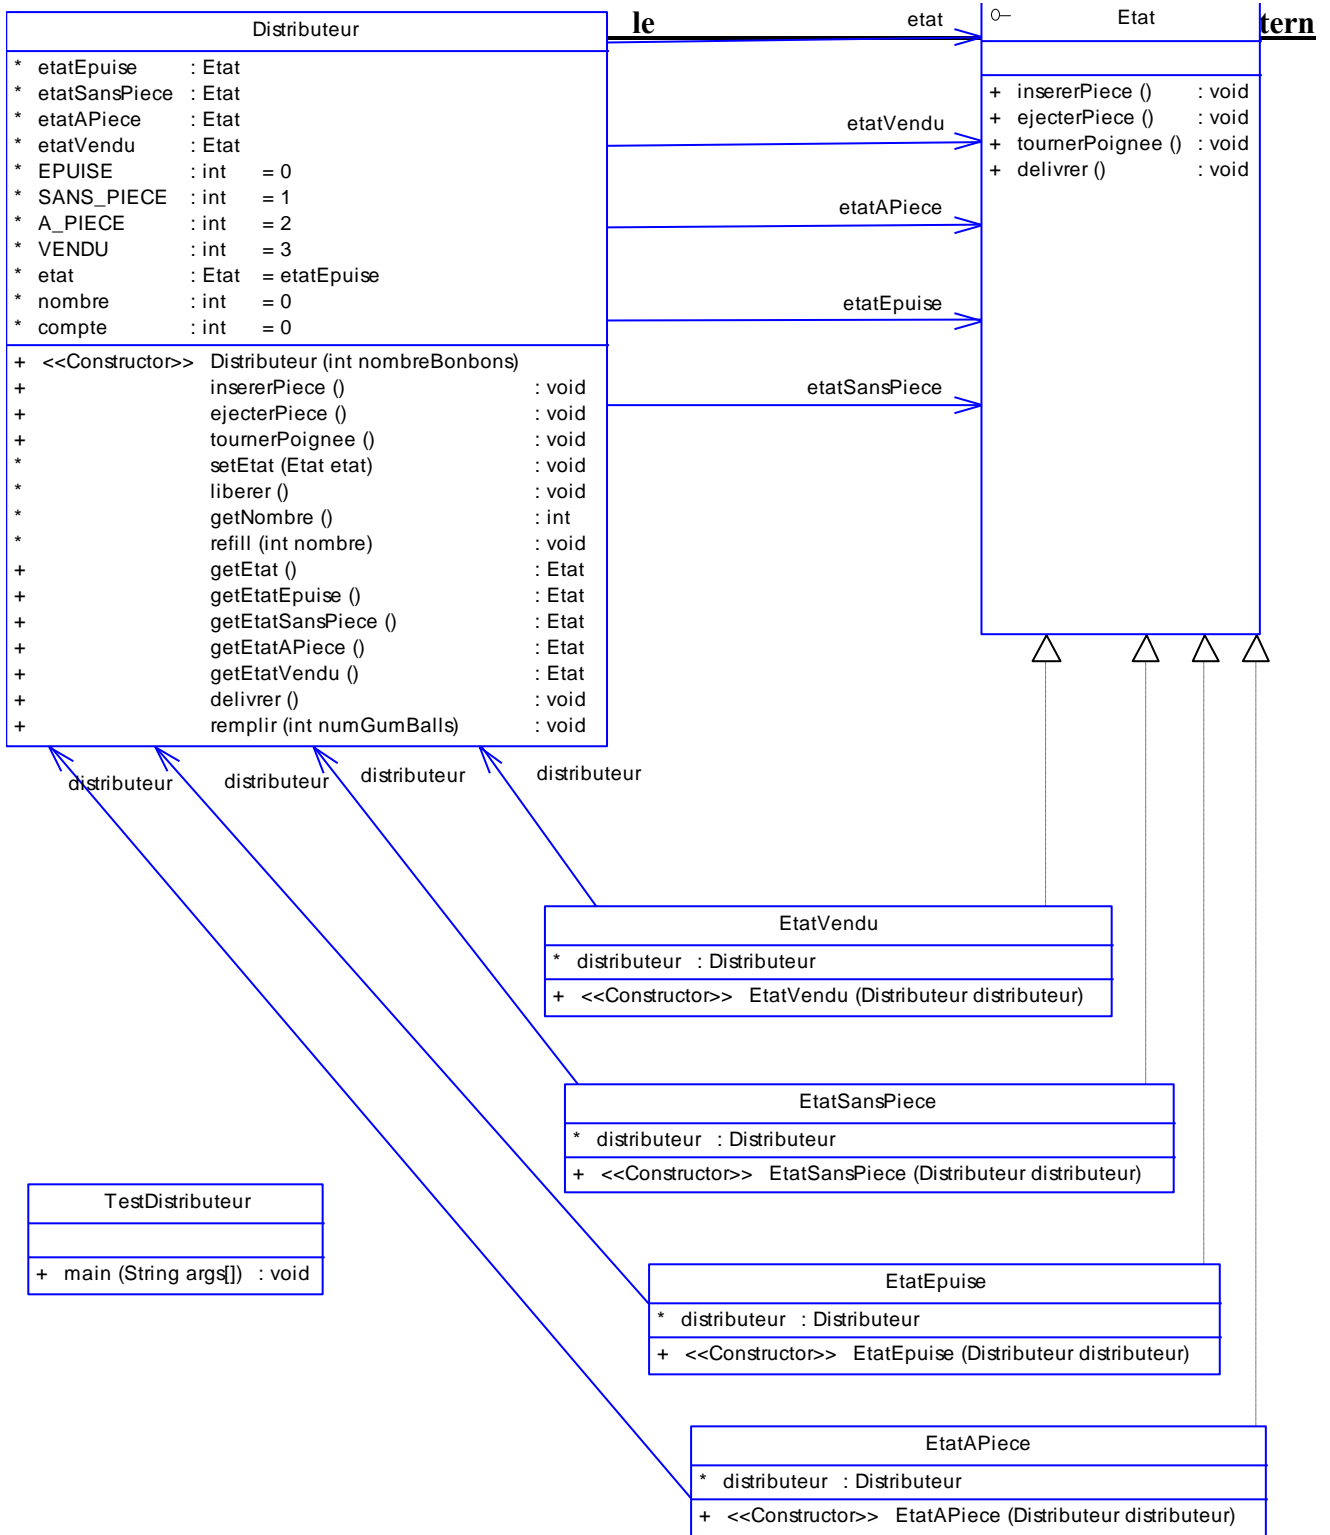 le
tern
Distributeur
* etatEpuise : Etat
* etatSansPiece : Etat
* etatAPiece : Etat
* etatVendu : Etat
* EPUISE : int = 0
* SANS_PIECE : int = 1
* A_PIECE : int = 2
* VENDU : int = 3
* etat : Etat = etatEpuise
* nombre : int = 0
* compte : int = 0
+ <<Constructor>> Distributeur (int nombreBonbons)
+ insererPiece () : void
+ ejecterPiece () : void
+ tournerPoignee () : void
* setEtat (Etat etat) : void
* liberer () : void
* getNombre () : int
* refill (int nombre) : void
+ getEtat () : Etat
+ getEtatEpuise () : Etat
+ getEtatSansPiece () : Etat
+ getEtatAPiece () : Etat
+ getEtatVendu () : Etat
+ delivrer () : void
+ remplir (int numGumBalls) : void
etat
etatVendu
etatAPiece
etatEpuise
etatSansPiece
Etat
+ insererPiece () : void
+ ejecterPiece () : void
+ tournerPoignee () : void
+ delivrer () : void
distributeur
distributeur
distributeur
distributeur
EtatVendu
* distributeur : Distributeur
+ <<Constructor>> EtatVendu (Distributeur distributeur)
EtatSansPiece
* distributeur : Distributeur
+ <<Constructor>> EtatSansPiece (Distributeur distributeur)
TestDistributeur
+ main (String args[]) : void
EtatEpuise
* distributeur : Distributeur
+ <<Constructor>> EtatEpuise (Distributeur distributeur)
EtatAPiece
* distributeur : Distributeur
+ <<Constructor>> EtatAPiece (Distributeur distributeur)